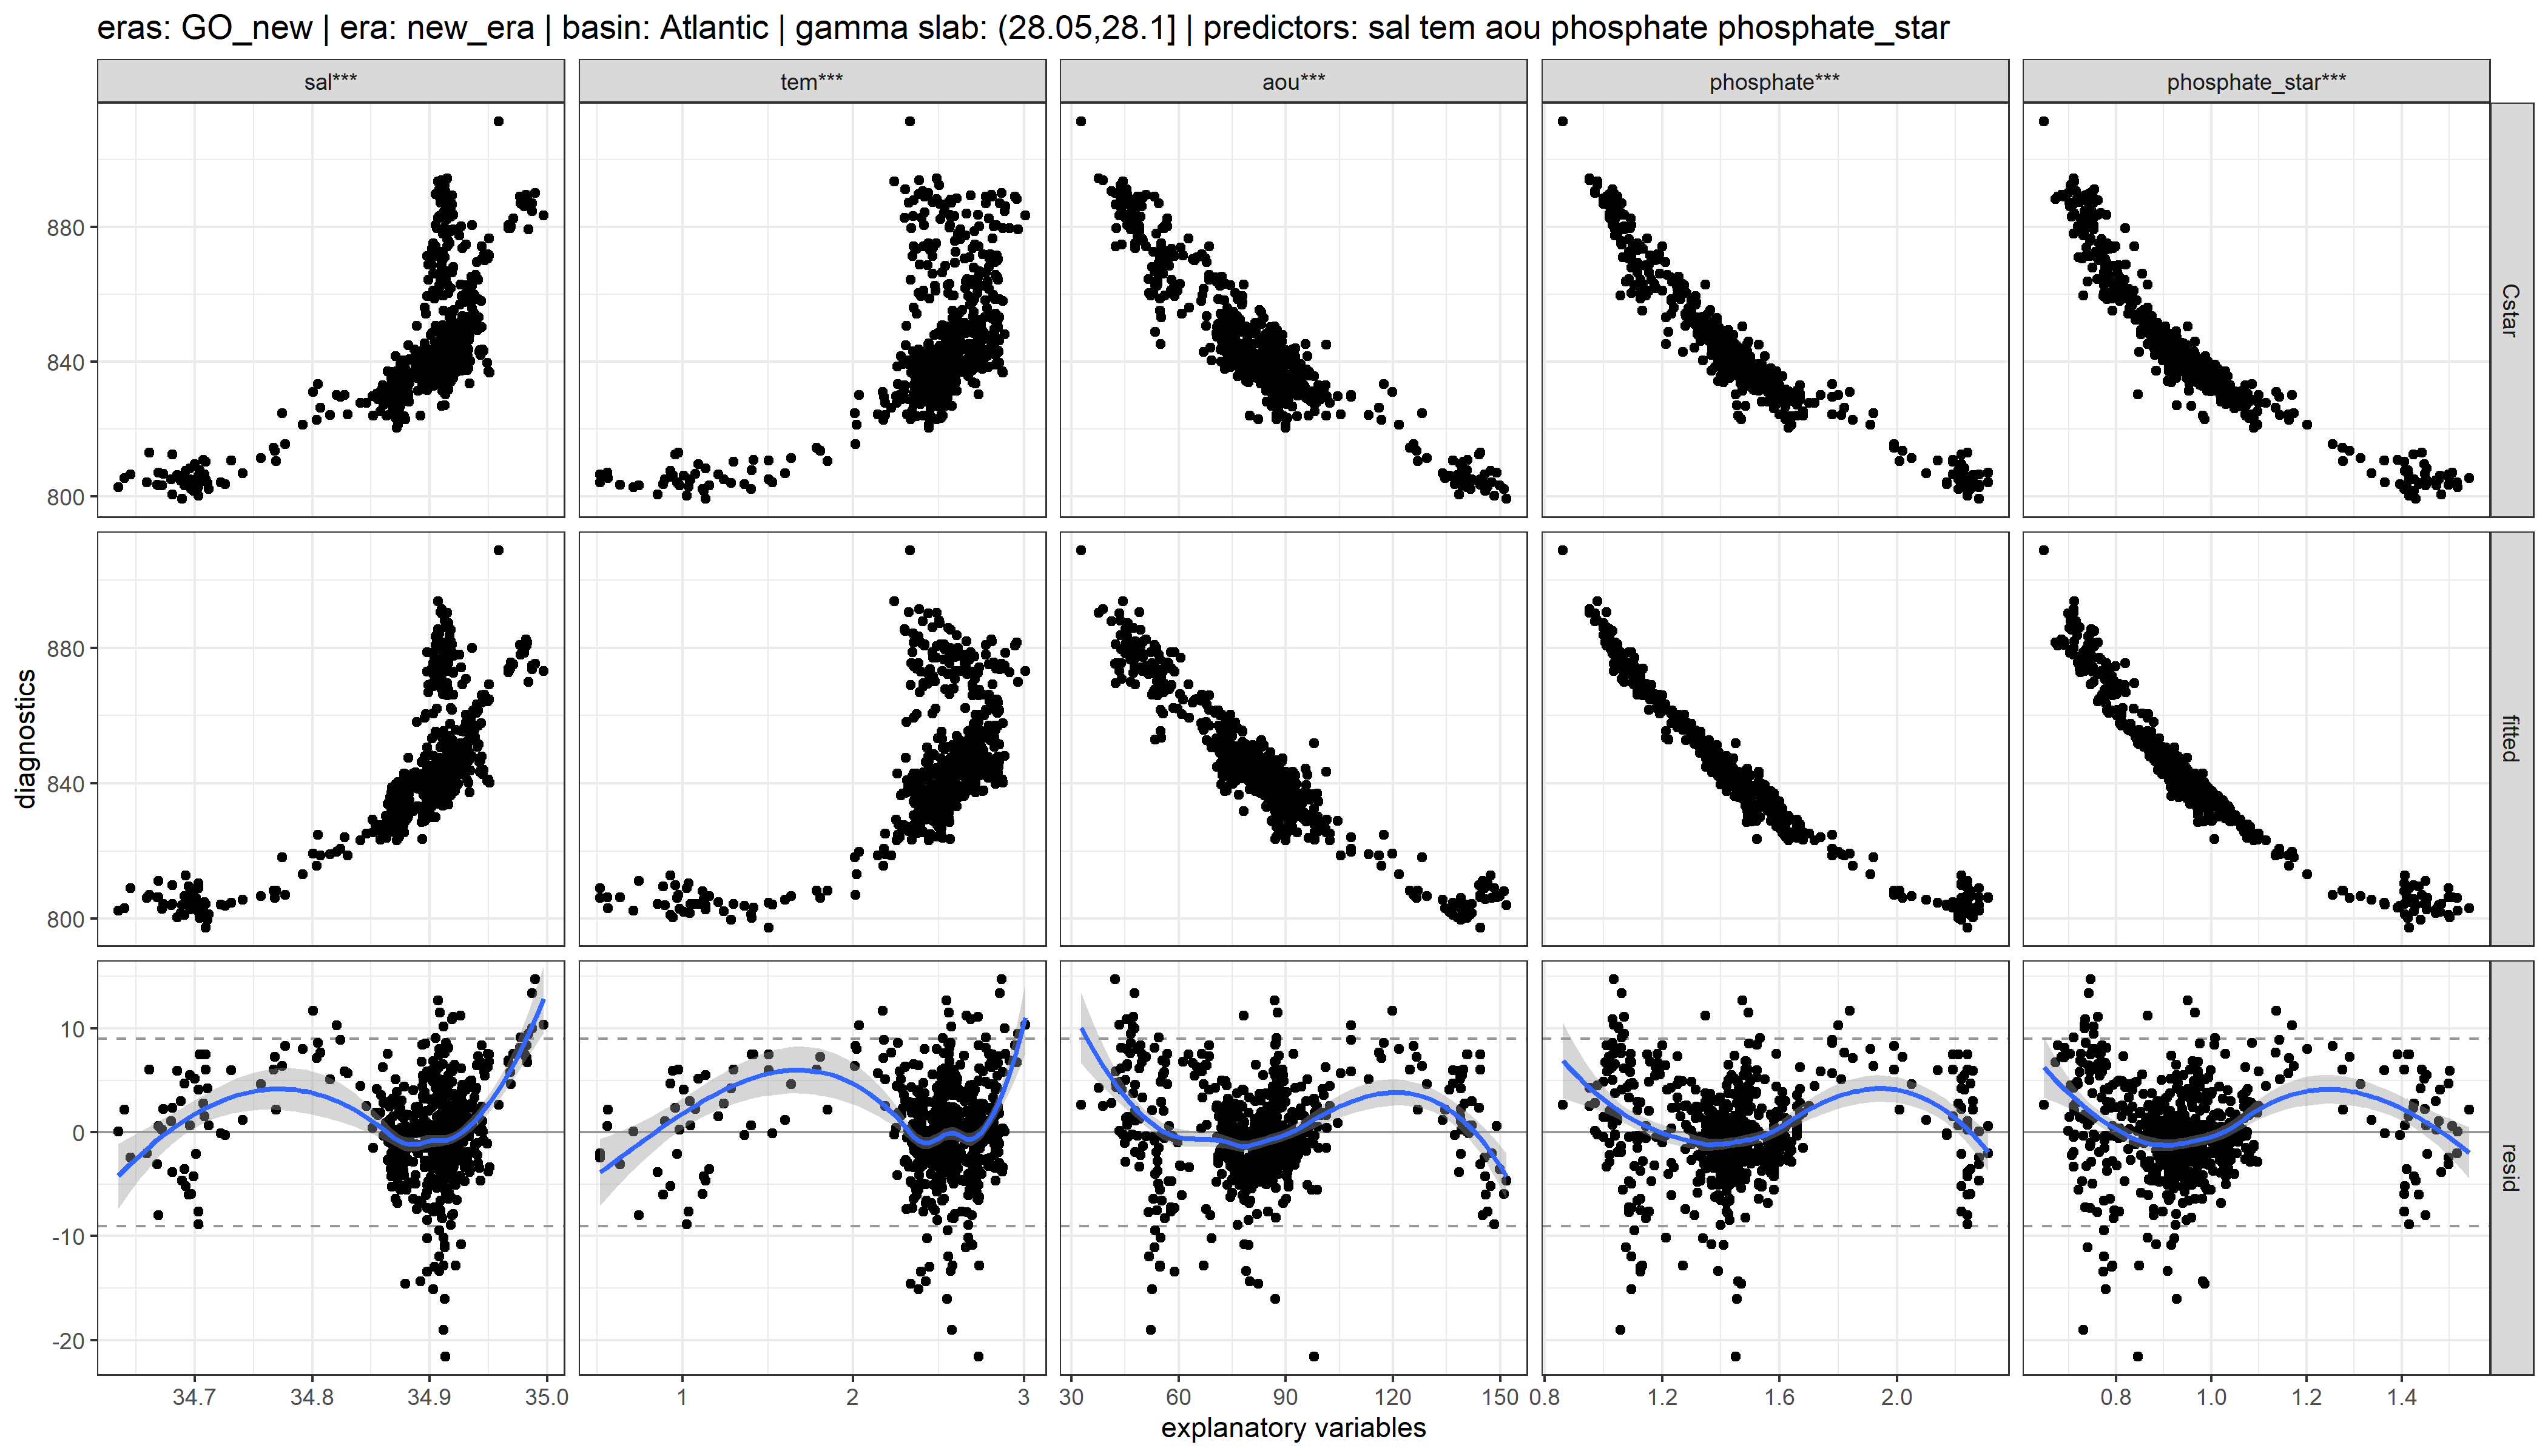 eras: GO_new | era: new_era | basin: Atlantic | gamma slab: (28.05,28.1] | predictors: sal tem aou phosphate phosphate_star
sal*** tem*** aou*** phosphate*** phosphate_star***
880
840
800
Cstar
880
840
800
fitted
diagnostics
10
0
-10
-20
resid
34.7 34.8 34.9 35.0 1 2 3 30 60 90 120 150 0.8 1.2 1.6 2.0 0.8 1.0 1.2 1.4
explanatory variables